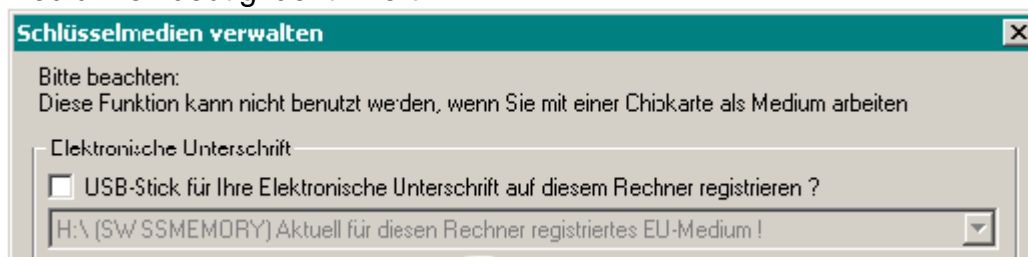 Schlüsselmedien verwalten
Bitte beachten:
Diese Funktion kann nicht benutzt werden, wenn Sie mit einer Chipkarte als Medium arbeiten
Elektronische Unterschrift
USB-Stick für Ihre Elektronische Unterschrift auf diesem Rechner registrieren ?
H:\ (SWISSMEMORY) Aktuell für diesen Rechner registriertes EU-Medium !